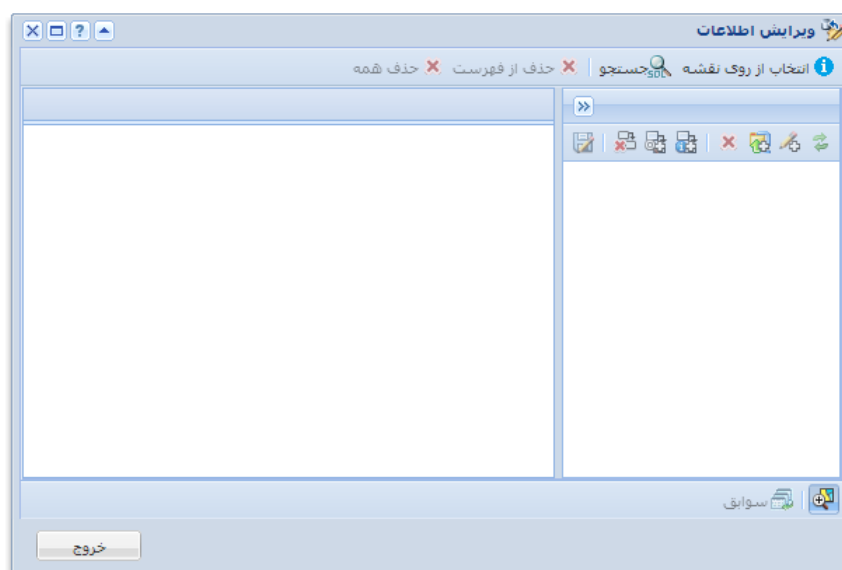 ویرایش اطلاعات
انتخاب از روی نقشه جستجو حذف از فهرست حذف همه
سوابق
خروج